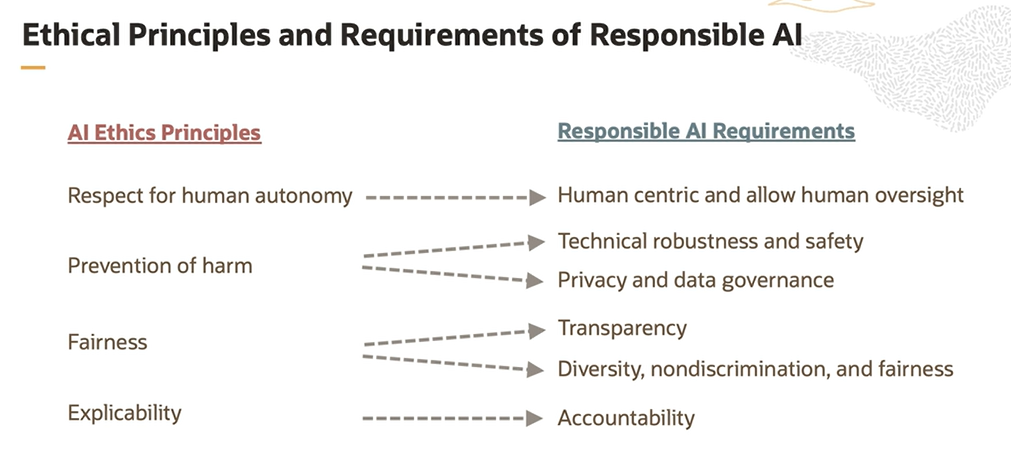 Ethical Principles and Requirements of Responsible AI
AI Ethics Principles
Responsible AI Requirements
Respect for human autonomy
Human centric and allow human oversight
Prevention of harm
Technical robustness and safety
Privacy and data governance
Fairness
Transparency
Diversity, nondiscrimination, and fairness
Explicability
Accountability